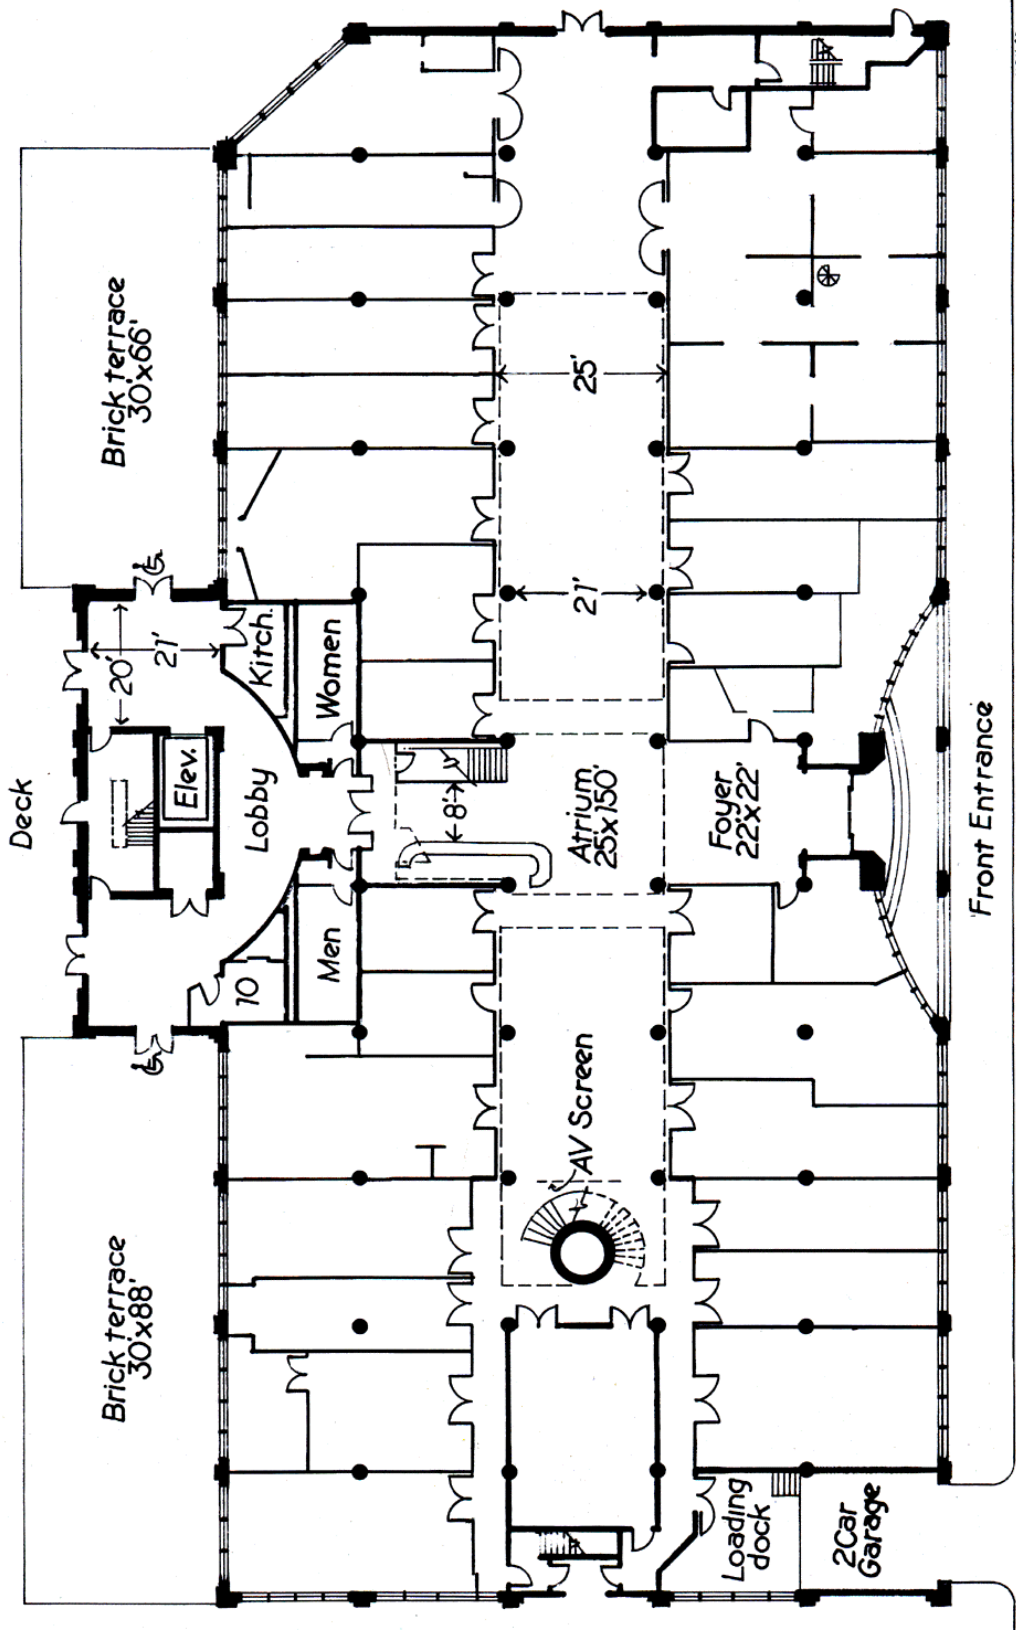 Deck
Brick terrace
30'x88'
Brick terrace
30'x66'
20'
21'
Elev.
Lobby
Kitch.
Women
Men
10
8'
Atrium
25'x150'
Foyer
22'x22'
21'
25'
AV Screen
Loading
dock
2Car
Garage
Front Entrance